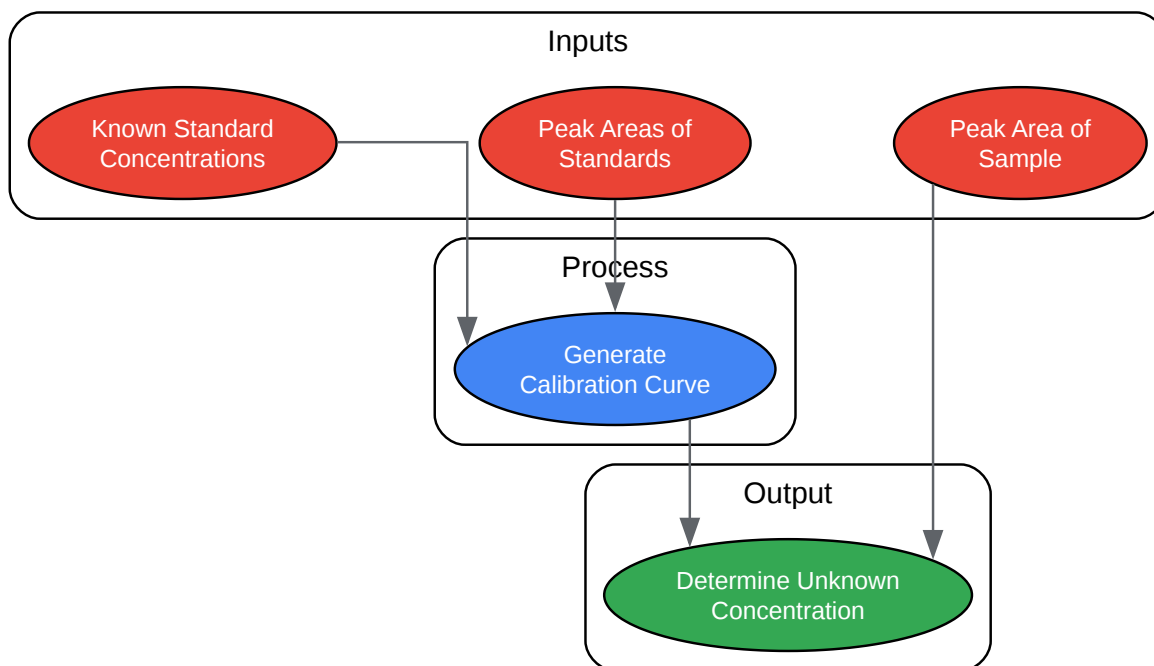 Inputs
Known Standard
Concentrations
Peak Areas of
Standards
Peak Area of
Sample
Process
Generate
Calibration Curve
Output
Determine Unknown
Concentration